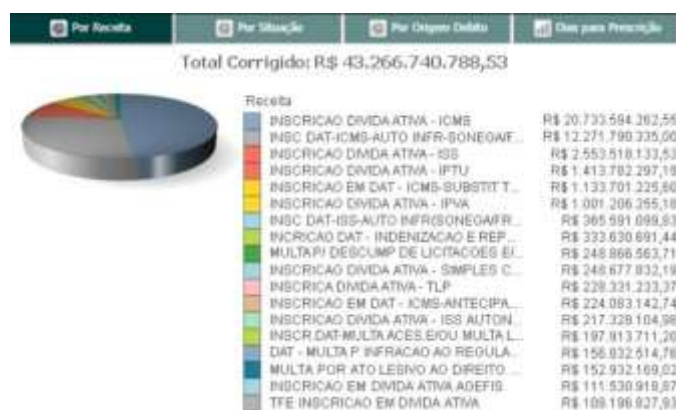 Por Receita Por Situação Por Origem Debito Dias para Prescrição
Total Corrigido: R$ 43.266.740.788,53
Receita
INSCRICAO DIVIDA ATIVA - ICMS R$ 20.733.594.262,55
INSC DAT-ICMS-AUTO INFR-SONEGA/F... R$ 12.271.790.335,00
INSCRICAO DIVIDA ATIVA - ISS R$ 2.553.518.133,53
INSCRICAO DIVIDA ATIVA - IPTU R$ 1.413.782.297,18
INSCRICAO EM DAT - ICMS-SUBSTIT T... R$ 1.133.701.225,60
INSCRICAO DIVIDA ATIVA - IPVA R$ 1.001.206.255,18
INSC DAT-ISS-AUTO INFR(SONEGA/FR... R$ 365.591.099,83
INCRICAO DAT - INDENIZACAO E REP... R$ 333.630.691,44
MULTA P/ DESCUMP DE LICITACOES E/... R$ 248.866.563,71
INSCRICAO DIVIDA ATIVA - SIMPLES C... R$ 248.677.832,19
INSCRICA DIVIDA ATIVA - TLP R$ 228.331.233,37
INSCRICAO EM DAT - ICMS-ANTECIPA... R$ 224.083.142,74
INSCRICAO DIVIDA ATIVA - ISS AUTON... R$ 217.328.104,98
INSCR.DAT-MULTA ACES.E/OU MULTA L... R$ 197.913.711,20
DAT - MULTA P. INFRACAO AO REGULA... R$ 156.832.514,78
MULTA POR ATO LESIVO AO DIREITO ... R$ 152.932.169,02
INSCRICAO EM DIVIDA ATIVA AGEFIS R$ 111.530.918,87
TFE INSCRICAO EM DIVIDA ATIVA R$ 108.196.827,93